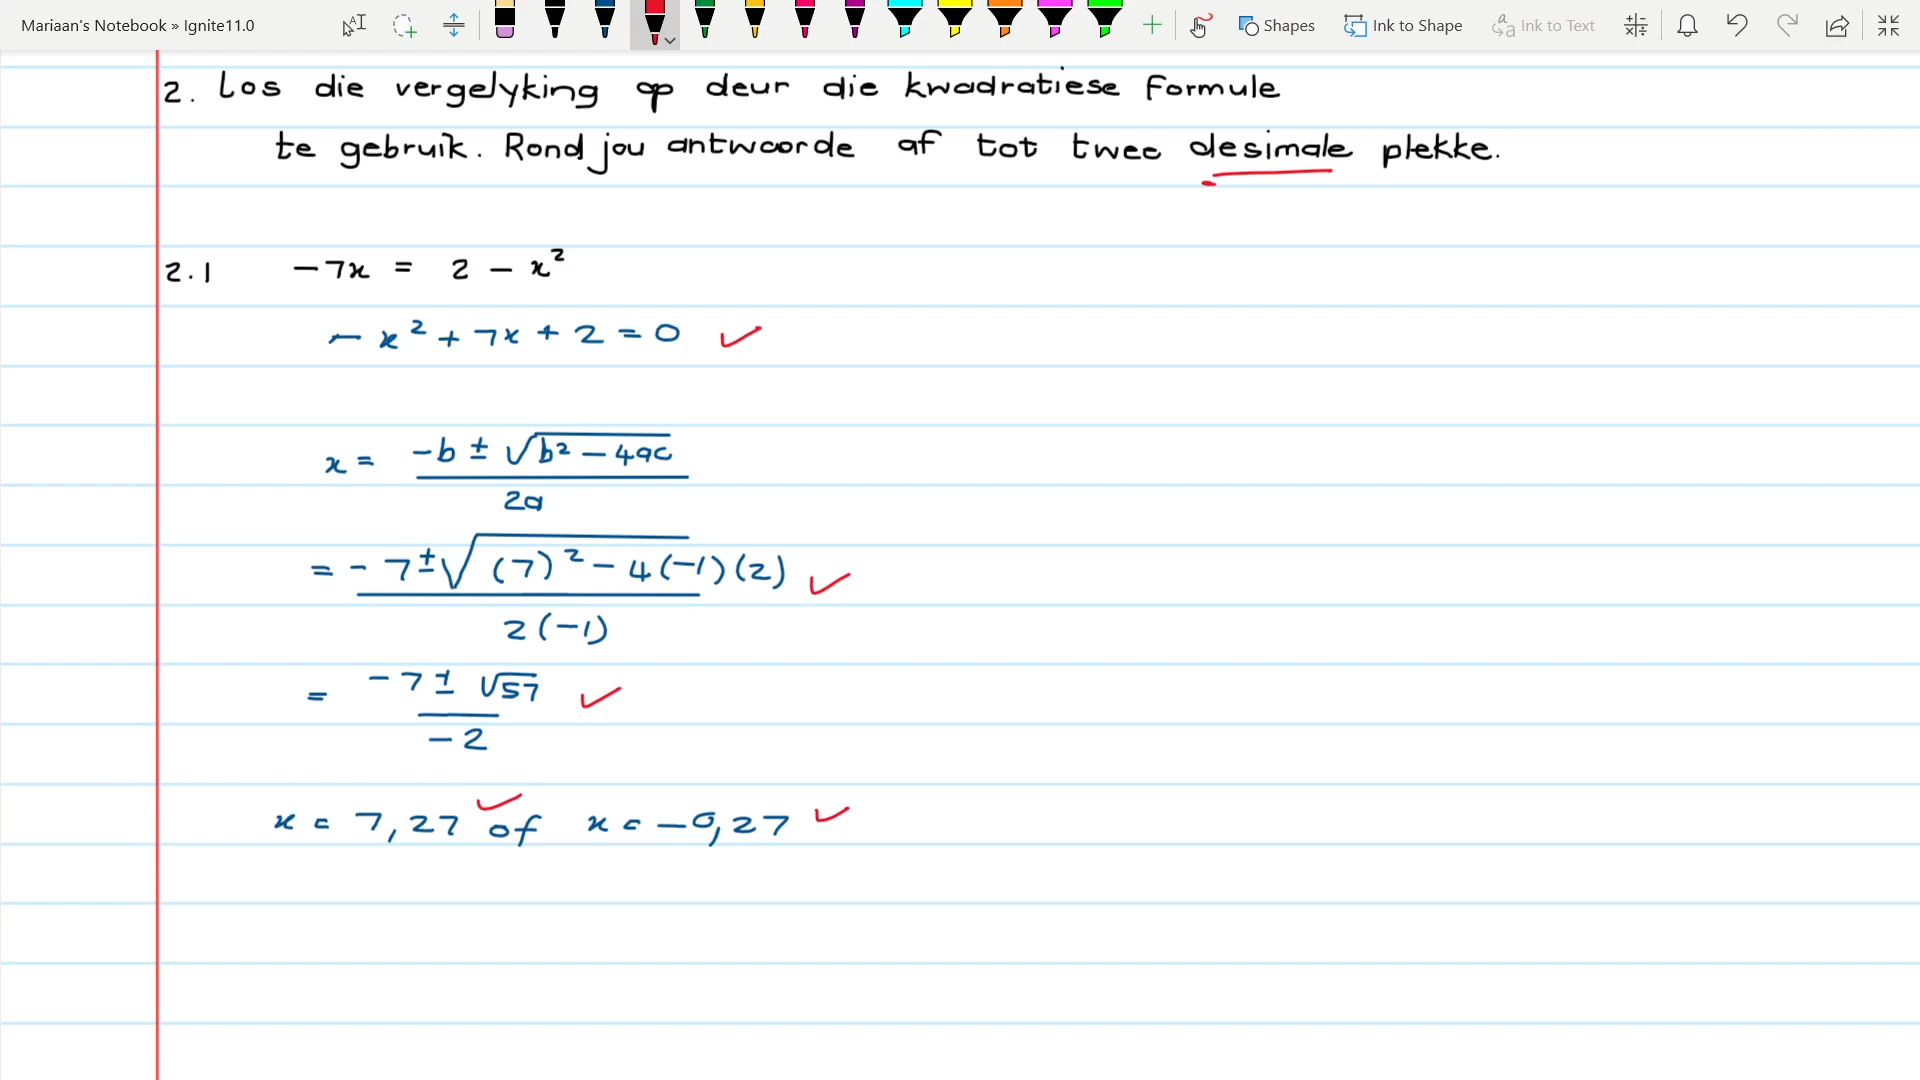 Mariaan's Notebook » Ignite11.0
Shapes
Ink to Shape
Ink to Text
2. Los die vergelyking op deur die kwadratiese formule
te gebruik. Rond jou antwoorde af tot twee desimale plekke.
2.1 -7x = 2 - x²
- x² + 7x + 2 = 0 ✓
x = (-b ± √(b² - 4ac)) / 2a
= (-7 ± √((7)² - 4(-1)(2))) / 2(-1) ✓
= (-7 ± √57) / -2 ✓
x = 7,27 ✓ of x = -0,27 ✓